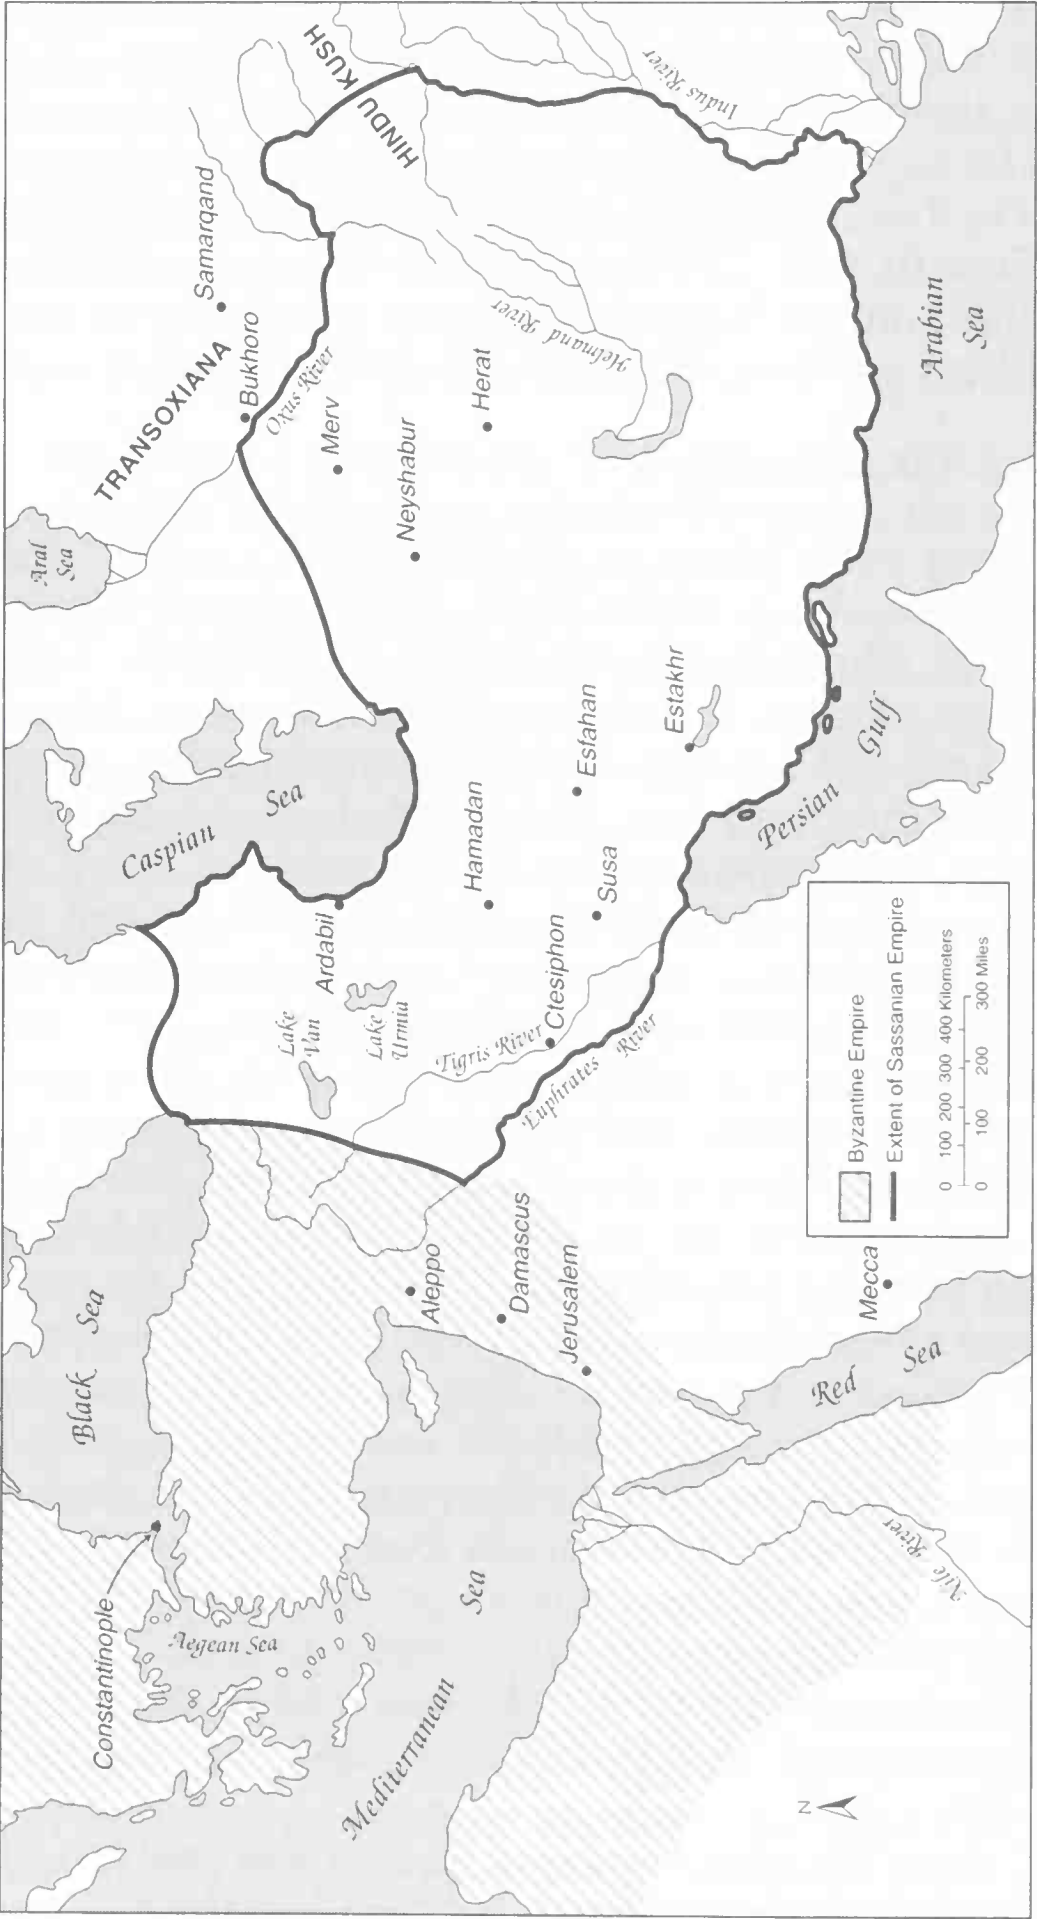 Constantinople
Black Sea
Caspian
Sea
Aral
Sea
TRANSOXIANA
Samarqand
Bukhoro
Oxus River
HINDU KUSH
Aegean Sea
Lake
Van
Lake
Urmia
Ardabil
Merv
Neyshabur
Herat
Helmand River
Indus River
Mediterranean
Sea
Aleppo
Damascus
Jerusalem
Tigris River
Euphrates River
Ctesiphon
Hamadan
Susa
Esfahan
Estakhr
Nile River
Red Sea
Mecca
Persian Gulf
Arabian
Sea
N
Byzantine Empire
Extent of Sassanian Empire
0 100 200 300 400 Kilometers
0 100 200 300 Miles